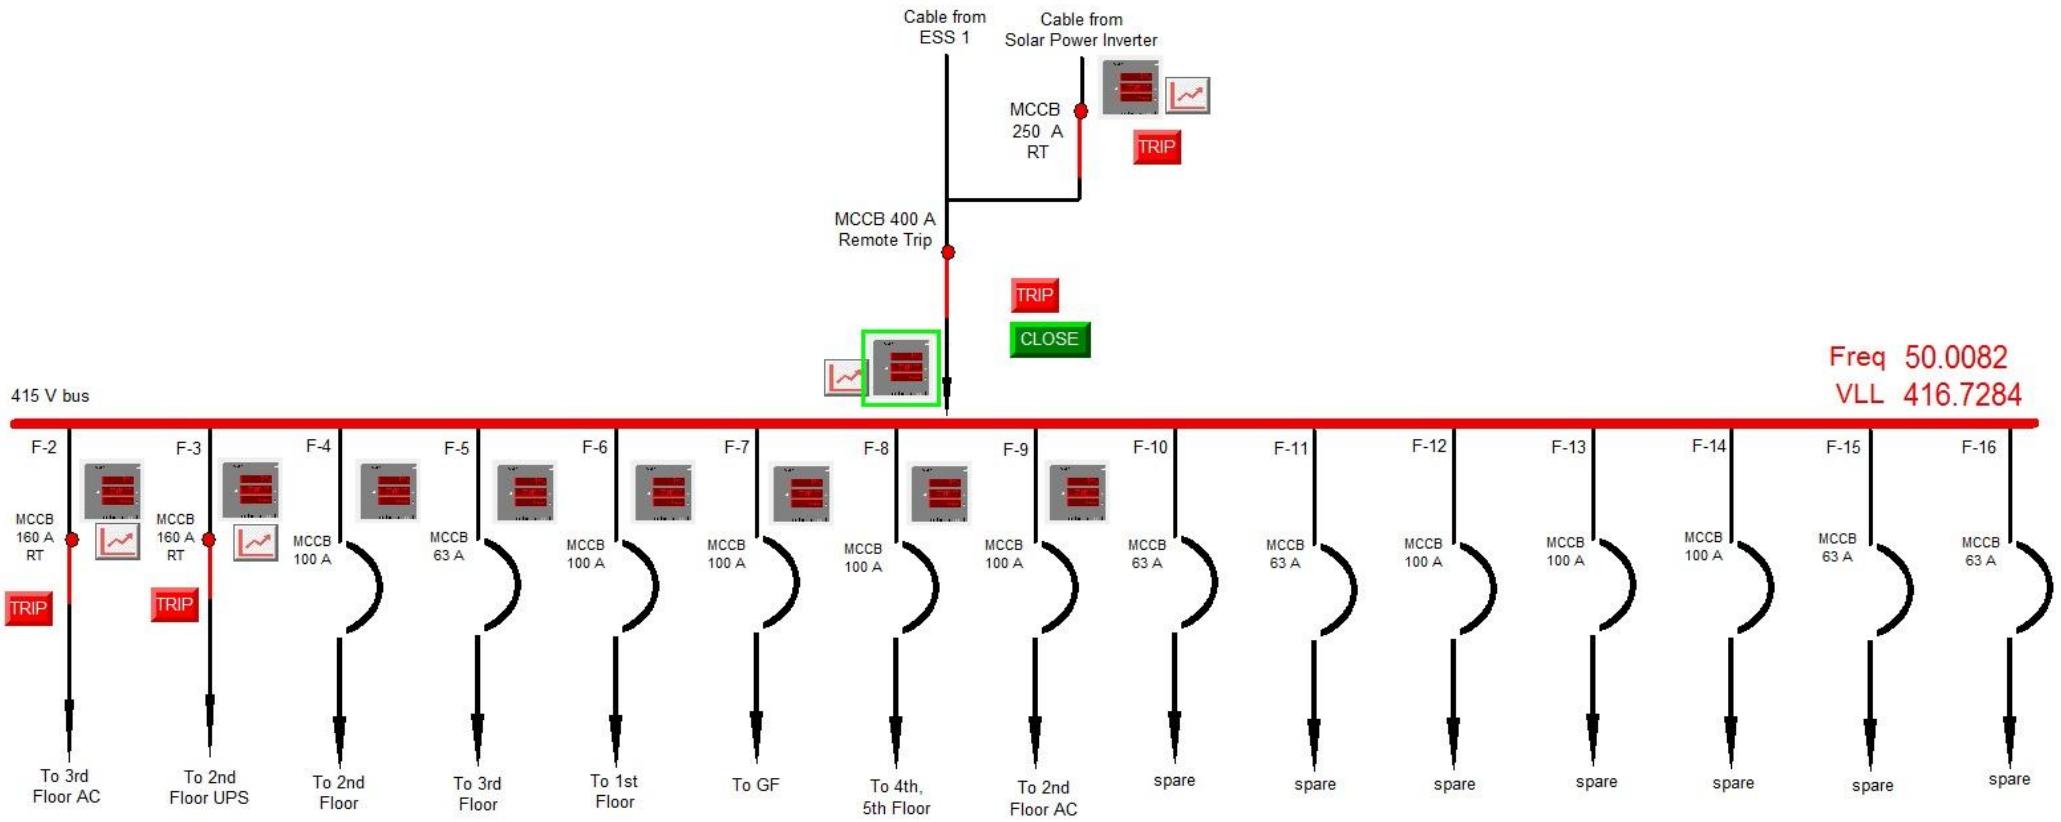 Cable from
ESS 1
Cable from
Solar Power Inverter
MCCB
250 A
RT
TRIP
MCCB 400 A
Remote Trip
TRIP
CLOSE
Freq 50.0082
VLL 416.7284
415 V bus
F-2
F-3
F-4
F-5
F-6
F-7
F-8
F-9
F-10
F-11
F-12
F-13
F-14
F-15
F-16
MCCB
160 A
RT
MCCB
160 A
RT
MCCB
100 A
MCCB
63 A
MCCB
100 A
MCCB
100 A
MCCB
100 A
MCCB
100 A
MCCB
63 A
MCCB
63 A
MCCB
100 A
MCCB
100 A
MCCB
100 A
MCCB
63 A
MCCB
63 A
TRIP
TRIP
To 3rd
Floor AC
To 2nd
Floor UPS
To 2nd
Floor
To 3rd
Floor
To 1st
Floor
To GF
To 4th,
5th Floor
To 2nd
Floor AC
spare
spare
spare
spare
spare
spare
spare